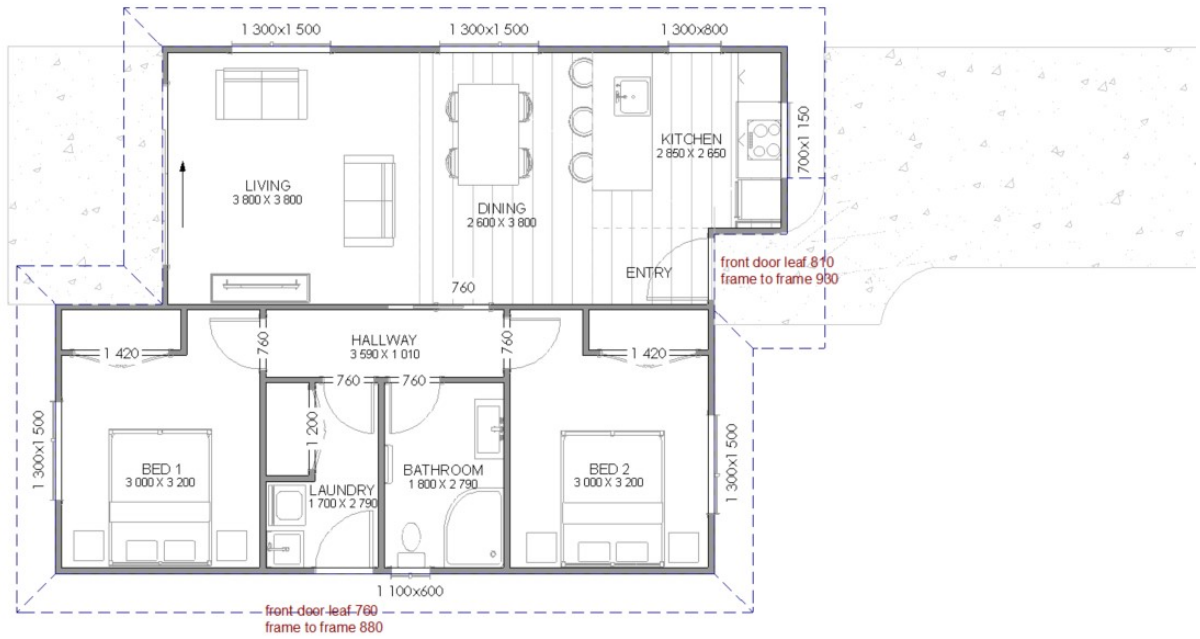 1 300x1 500
1 300x1 500
1 300x800
KITCHEN
2 850 X 2 650
700x1 150
LIVING
3 800 X 3 800
DINING
2 600 X 3 800
ENTRY
front door leaf 810
frame to frame 930
760
HALLWAY
3 590 X 1 010
760
760
1 420
1 420
760
760
1 200
1 300x1 500
BED 1
3 000 X 3 200
LAUNDRY
1 700 X 2 790
BATHROOM
1 800 X 2 790
BED 2
3 000 X 3 200
1 300x1 500
1 100x600
front door leaf 760
frame to frame 880